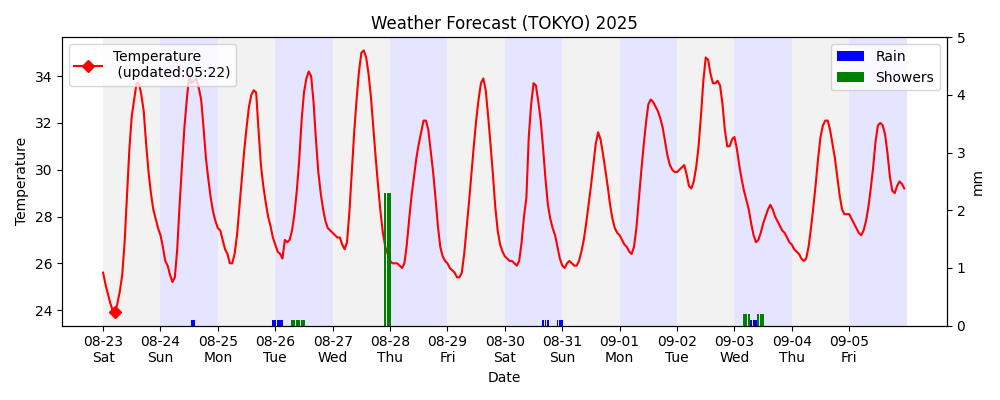 Weather Forecast (TOKYO) 2025
Temperature
(updated:05:22)
Rain
Showers
Temperature
34
32
30
28
26
24
5
4
3
2
1
0
mm
08-23 08-24 08-25 08-26 08-27 08-28 08-29 08-30 08-31 09-01 09-02 09-03 09-04 09-05
Sat Sun Mon Tue Wed Thu Fri Sat Sun Mon Tue Wed Thu Fri
Date